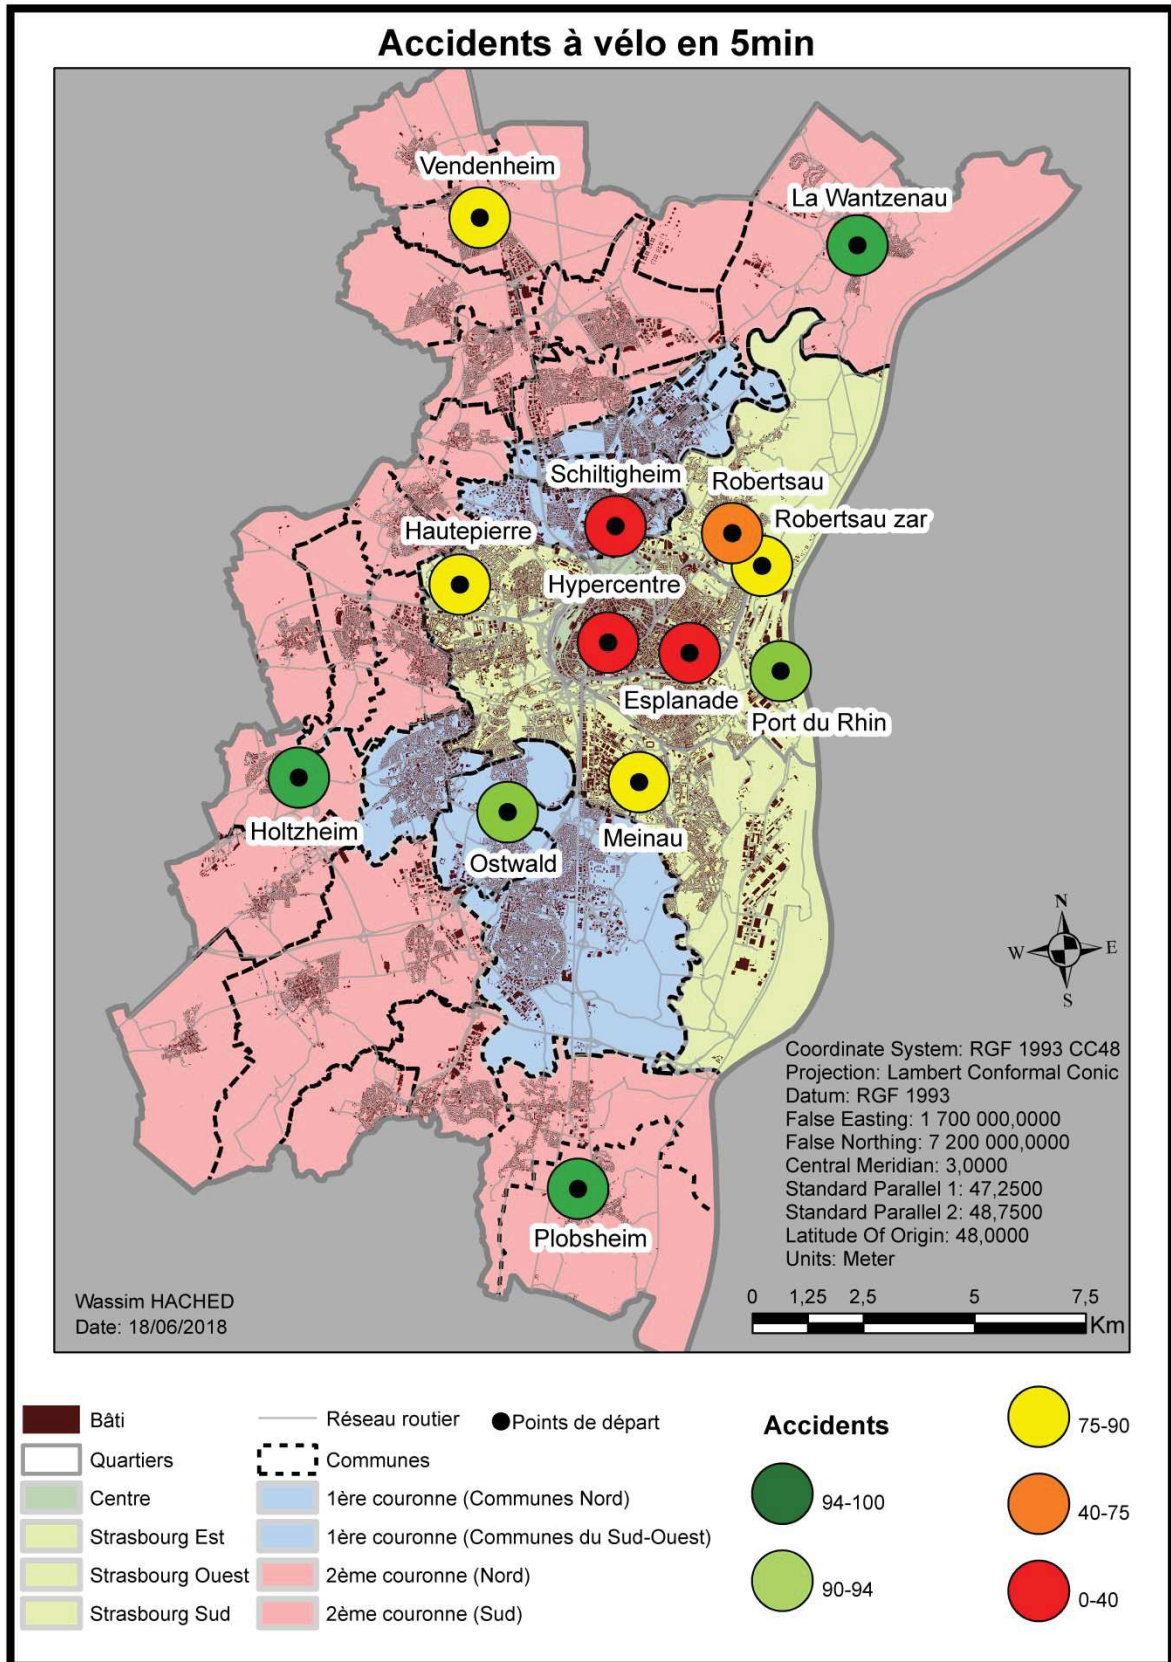 Accidents à vélo en 5min
Vendenheim
La Wantzenau
Schiltigheim
Robertsau
Robertsau zar
Hautepierre
Hypercentre
Esplanade
Port du Rhin
Holtzheim
Ostwald
Meinau
Plobsheim
N
W
E
S
Coordinate System: RGF 1993 CC48
Projection: Lambert Conformal Conic
Datum: RGF 1993
False Easting: 1 700 000,0000
False Northing: 7 200 000,0000
Central Meridian: 3,0000
Standard Parallel 1: 47,2500
Standard Parallel 2: 48,7500
Latitude Of Origin: 48,0000
Units: Meter
0 1,25 2,5 5 7,5
Km
Wassim HACHED
Date: 18/06/2018
Bâti
Quartiers
Centre
Strasbourg Est
Strasbourg Ouest
Strasbourg Sud
Réseau routier
Communes
1ère couronne (Communes Nord)
1ère couronne (Communes du Sud-Ouest)
2ème couronne (Nord)
2ème couronne (Sud)
Points de départ
Accidents
94-100
90-94
75-90
40-75
0-40